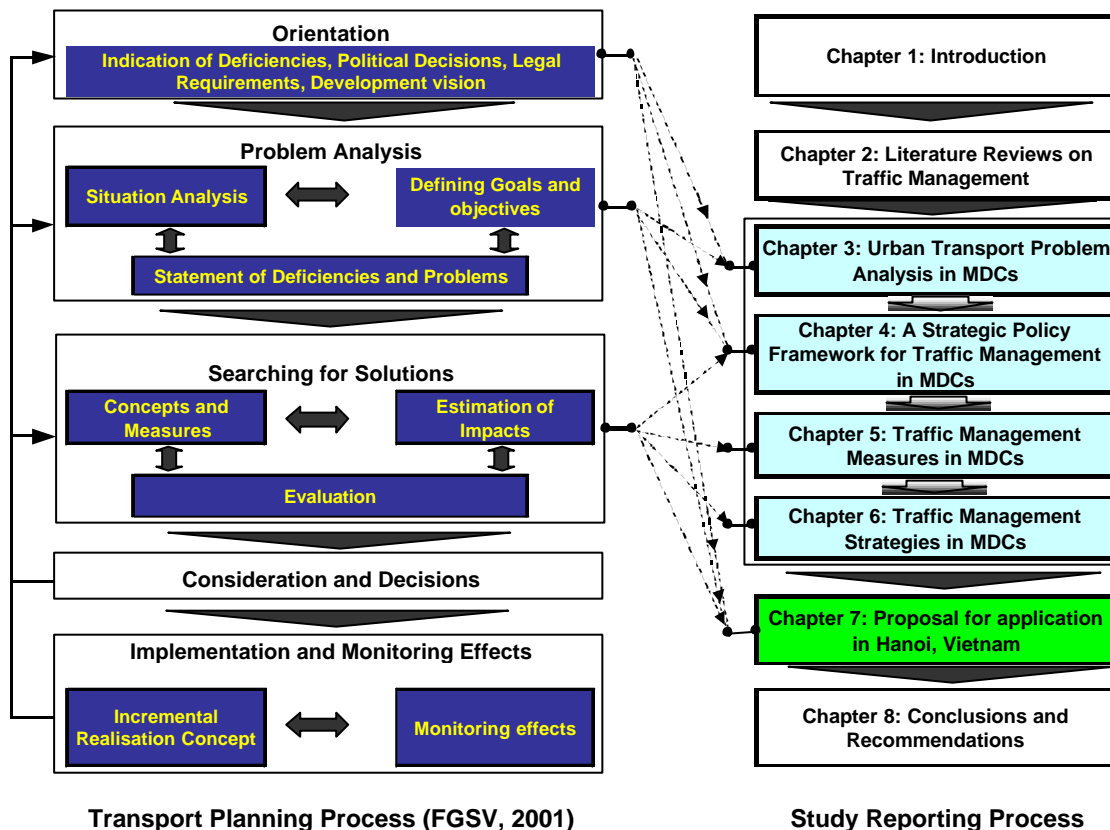 Orientation
Indication of Deficiencies, Political Decisions, Legal
Requirements, Development vision
Problem Analysis
Situation Analysis
Defining Goals and
objectives
Statement of Deficiencies and Problems
Searching for Solutions
Concepts and
Measures
Estimation of
Impacts
Evaluation
Consideration and Decisions
Implementation and Monitoring Effects
Incremental
Realisation Concept
Monitoring effects
Transport Planning Process (FGSV, 2001)
Chapter 1: Introduction
Chapter 2: Literature Reviews on
Traffic Management
Chapter 3: Urban Transport Problem
Analysis in MDCs
Chapter 4: A Strategic Policy
Framework for Traffic Management
in MDCs
Chapter 5: Traffic Management
Measures in MDCs
Chapter 6: Traffic Management
Strategies in MDCs
Chapter 7: Proposal for application
in Hanoi, Vietnam
Chapter 8: Conclusions and
Recommendations
Study Reporting Process